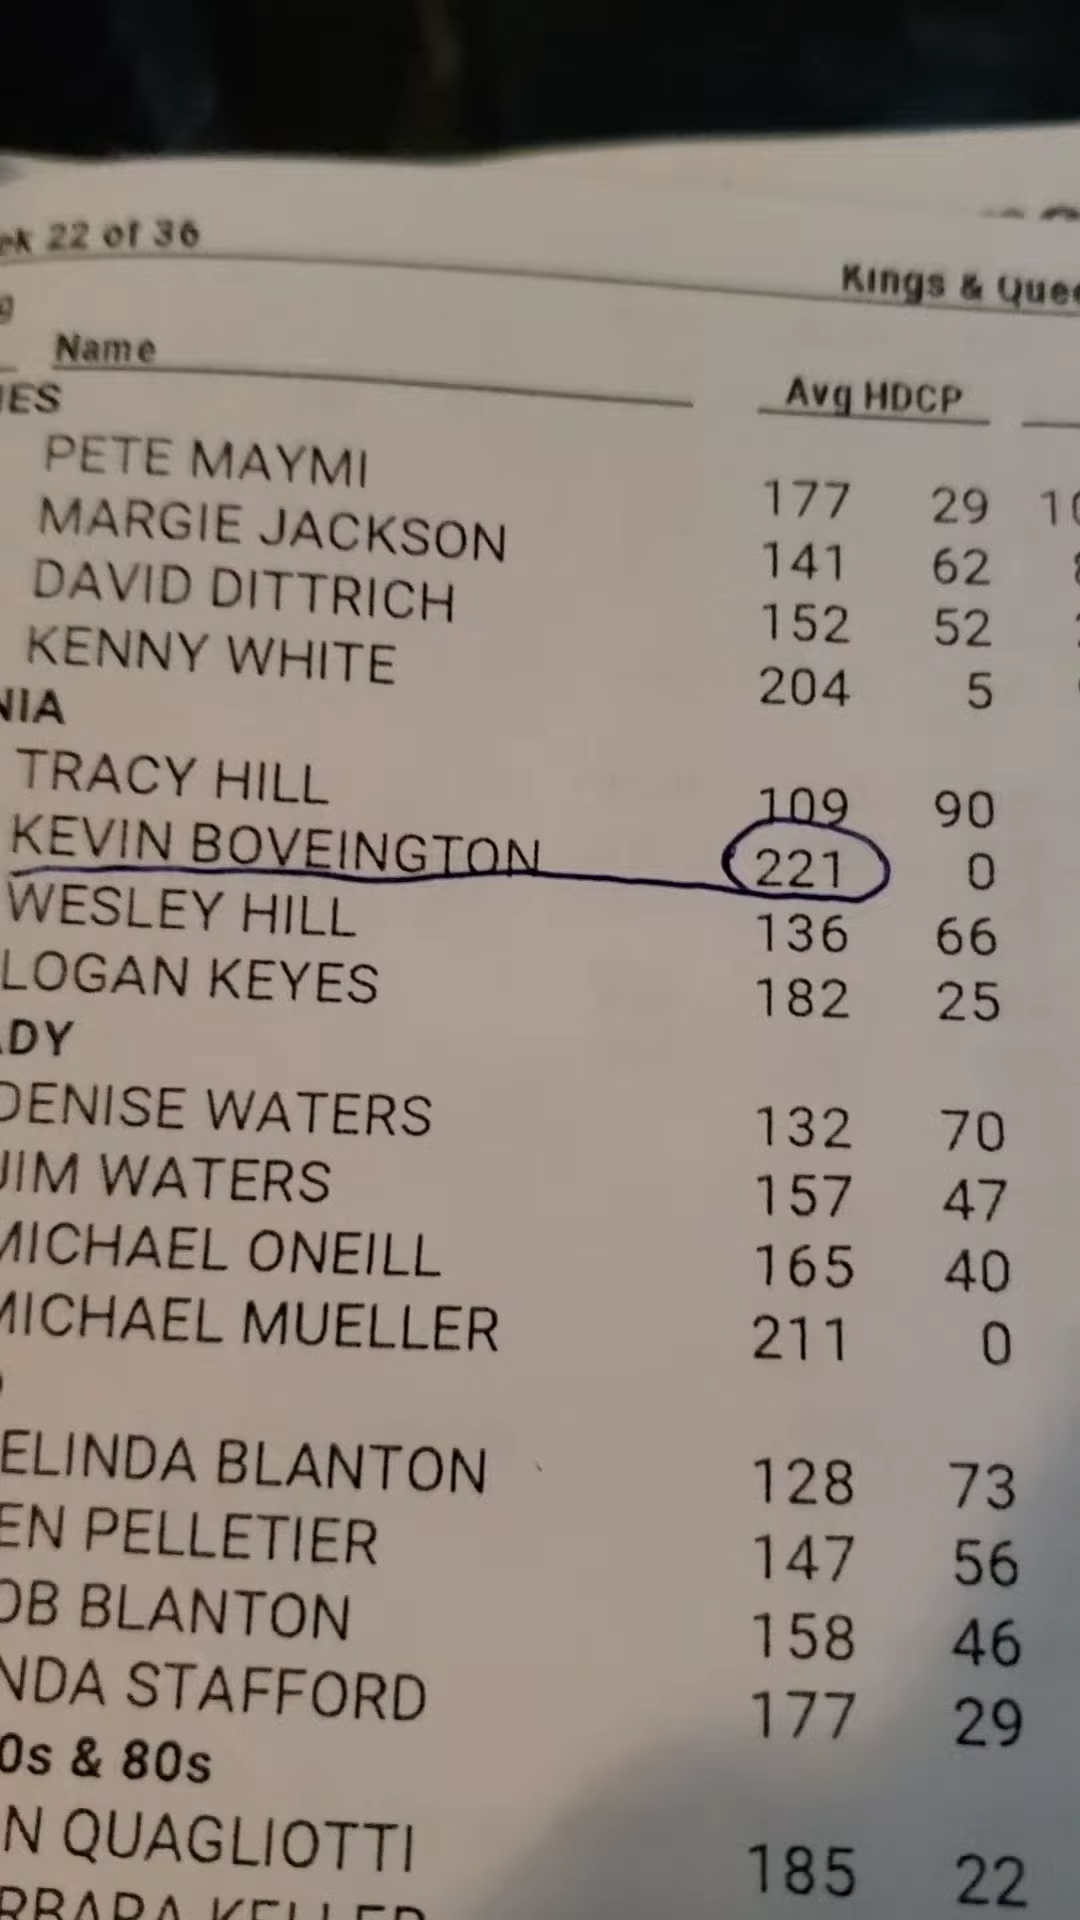 22 of 36
Kings &
Name Avg HDCP
PETE MAYMI 177 29
MARGIE JACKSON 141 62
DAVID DITTRICH 152 52
KENNY WHITE 204 5
TRACY HILL 109 90
KEVIN BOVEINGTON 221 0
WESLEY HILL 136 66
LOGAN KEYES 182 25
DENISE WATERS 132 70
JIM WATERS 157 47
MICHAEL ONEILL 165 40
MICHAEL MUELLER 211 0
ELINDA BLANTON 128 73
EN PELLETIER 147 56
OB BLANTON 158 46
NDA STAFFORD 177 29
0s & 80s
N QUAGLIOTTI 185 22